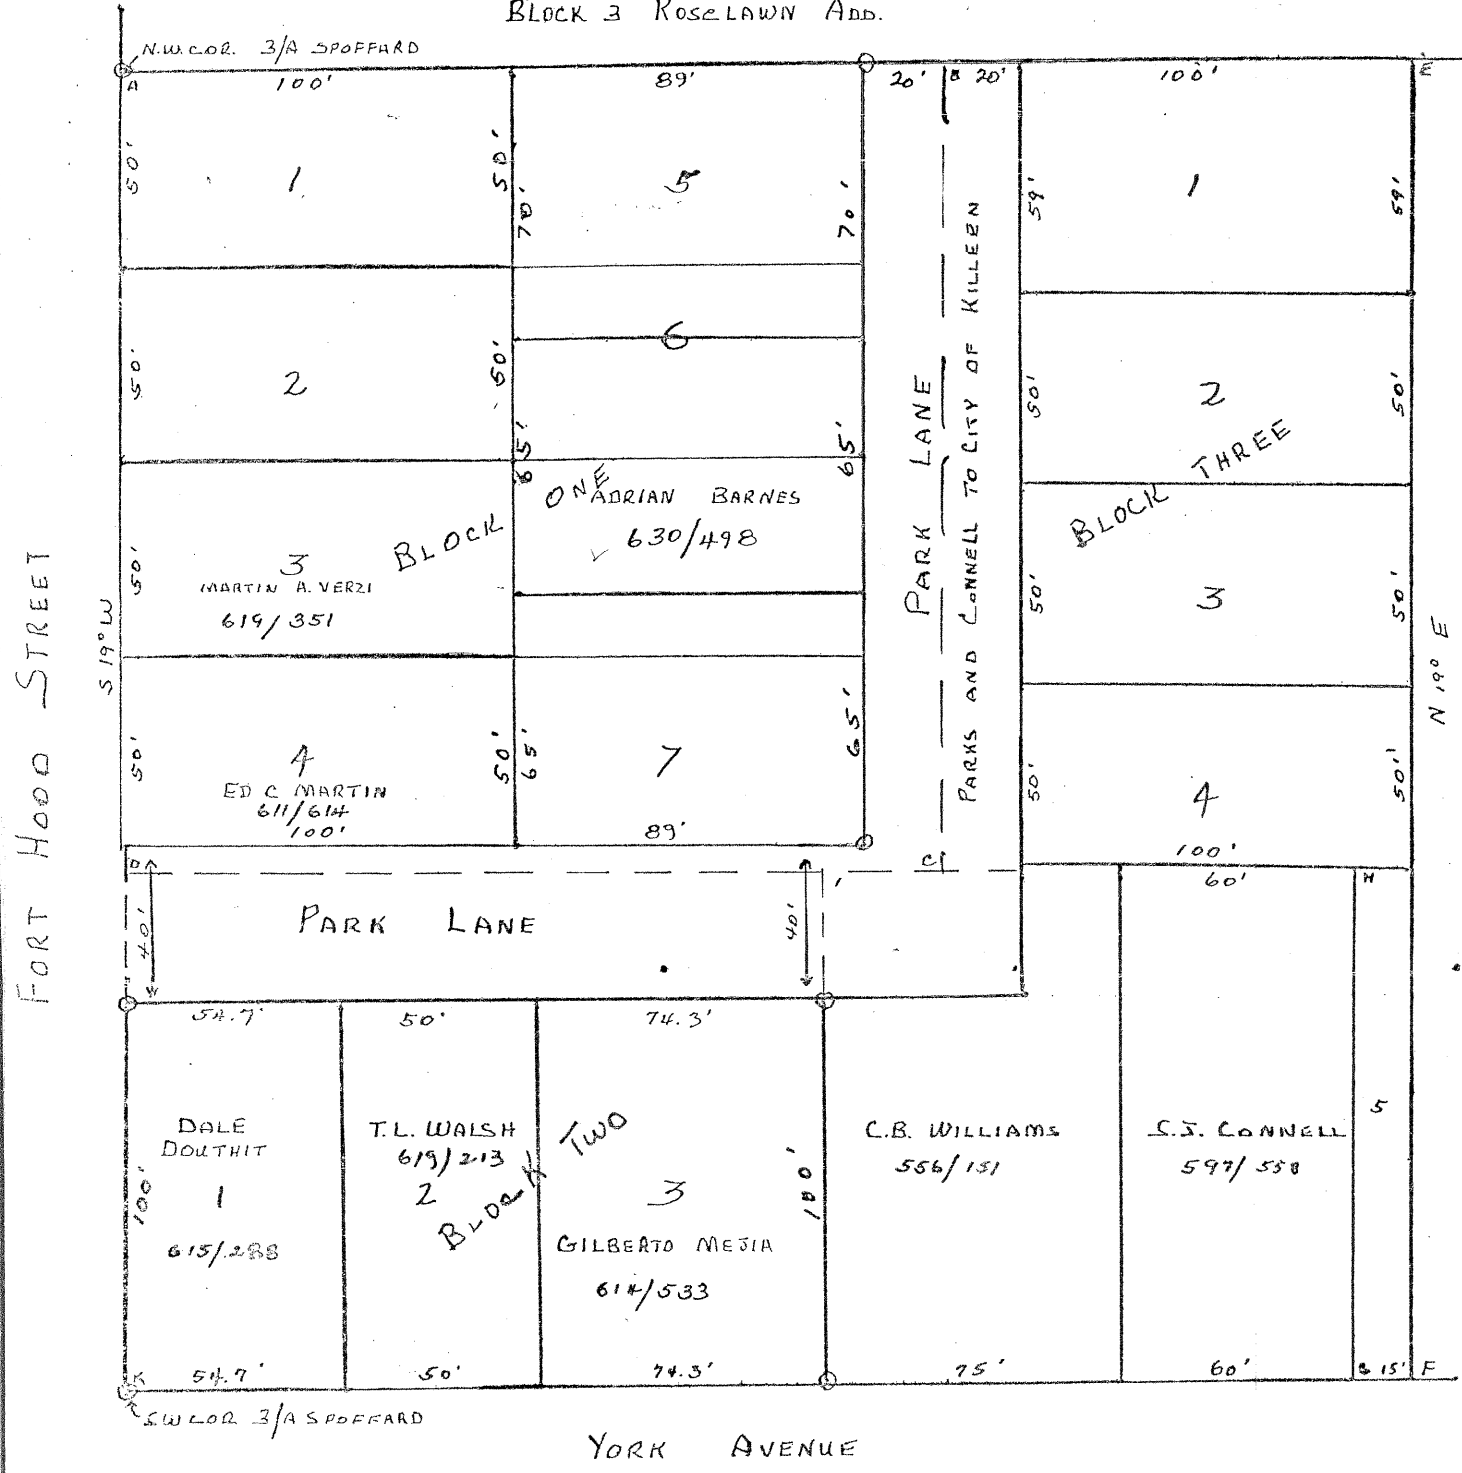 BLOCK 3 ROSELAWN ADD.
N.W. COR. 3/A SPOFFARD
A
100'
89'
20'
B
20'
100'
E
50'
1
50'
70'
5
70'
59'
1
59'
50'
2
50'
65'
6
65'
50'
2
50'
BLOCK ONE
BLOCK THREE
50'
3
MARTIN A. VERZI
619/351
ADRIAN BARNES
630/498
PARK LANE
PARKS AND CONNELL TO CITY OF KILLEEN
50'
3
50'
FORT HOOD STREET
S 19° W
N 19° E
50'
4
ED C MARTIN
611/614
100'
50'
65'
7
89'
65'
50'
4
100'
50'
D
C
60'
H
40'
PARK LANE
40'
54.7'
50'
74.3'
DALE
DOUTHIT
1
615/288
100'
T.L. WALSH
619/213
2
BLOCK TWO
3
GILBERTO MEJIA
614/533
100'
C.B. WILLIAMS
556/151
S.J. CONNELL
597/558
5
K
54.7'
50'
74.3'
75'
60'
15'
F
S.W COR 3/A SPOFFARD
YORK AVENUE